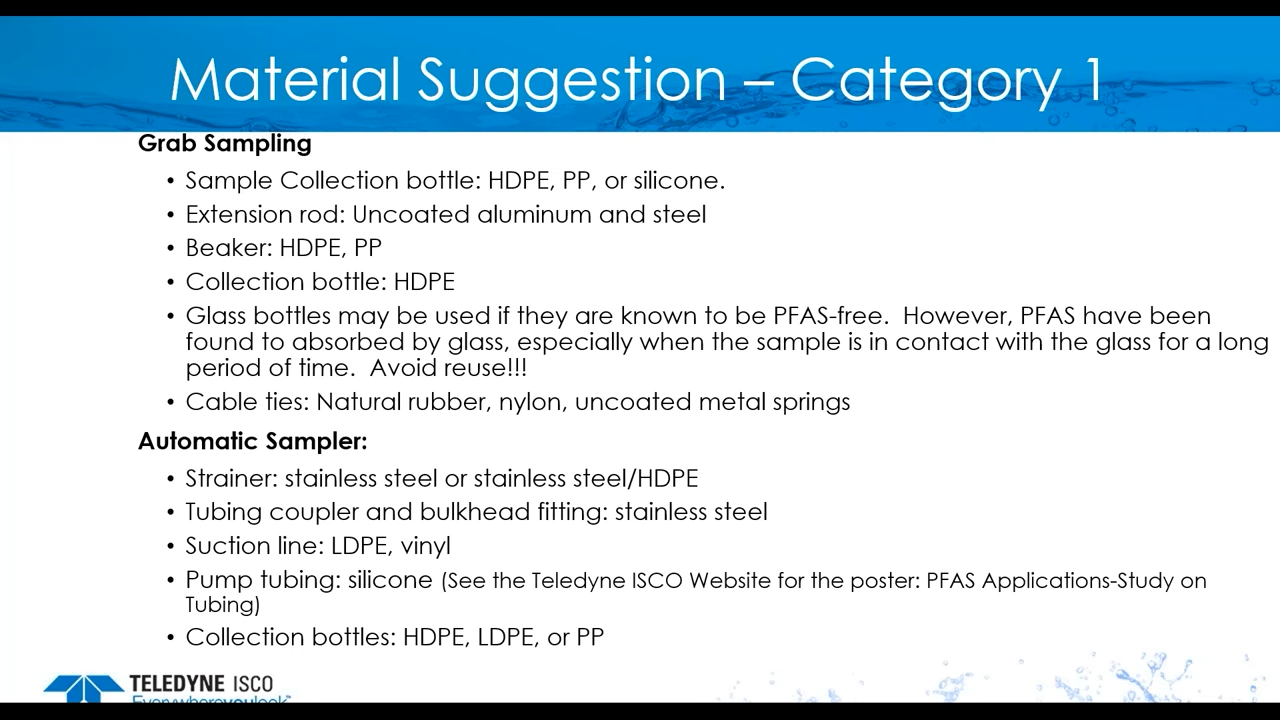 Material Suggestion – Category 1
Grab Sampling
• Sample Collection bottle: HDPE, PP, or silicone.
• Extension rod: Uncoated aluminum and steel
• Beaker: HDPE, PP
• Collection bottle: HDPE
• Glass bottles may be used if they are known to be PFAS-free.  However, PFAS have been
found to absorbed by glass, especially when the sample is in contact with the glass for a long
period of time.  Avoid reuse!!!
• Cable ties: Natural rubber, nylon, uncoated metal springs
Automatic Sampler:
• Strainer: stainless steel or stainless steel/HDPE
• Tubing coupler and bulkhead fitting: stainless steel
• Suction line: LDPE, vinyl
• Pump tubing: silicone (See the Teledyne ISCO Website for the poster: PFAS Applications-Study on
Tubing)
• Collection bottles: HDPE, LDPE, or PP
TELEDYNE ISCO
Everywhereyoulook™